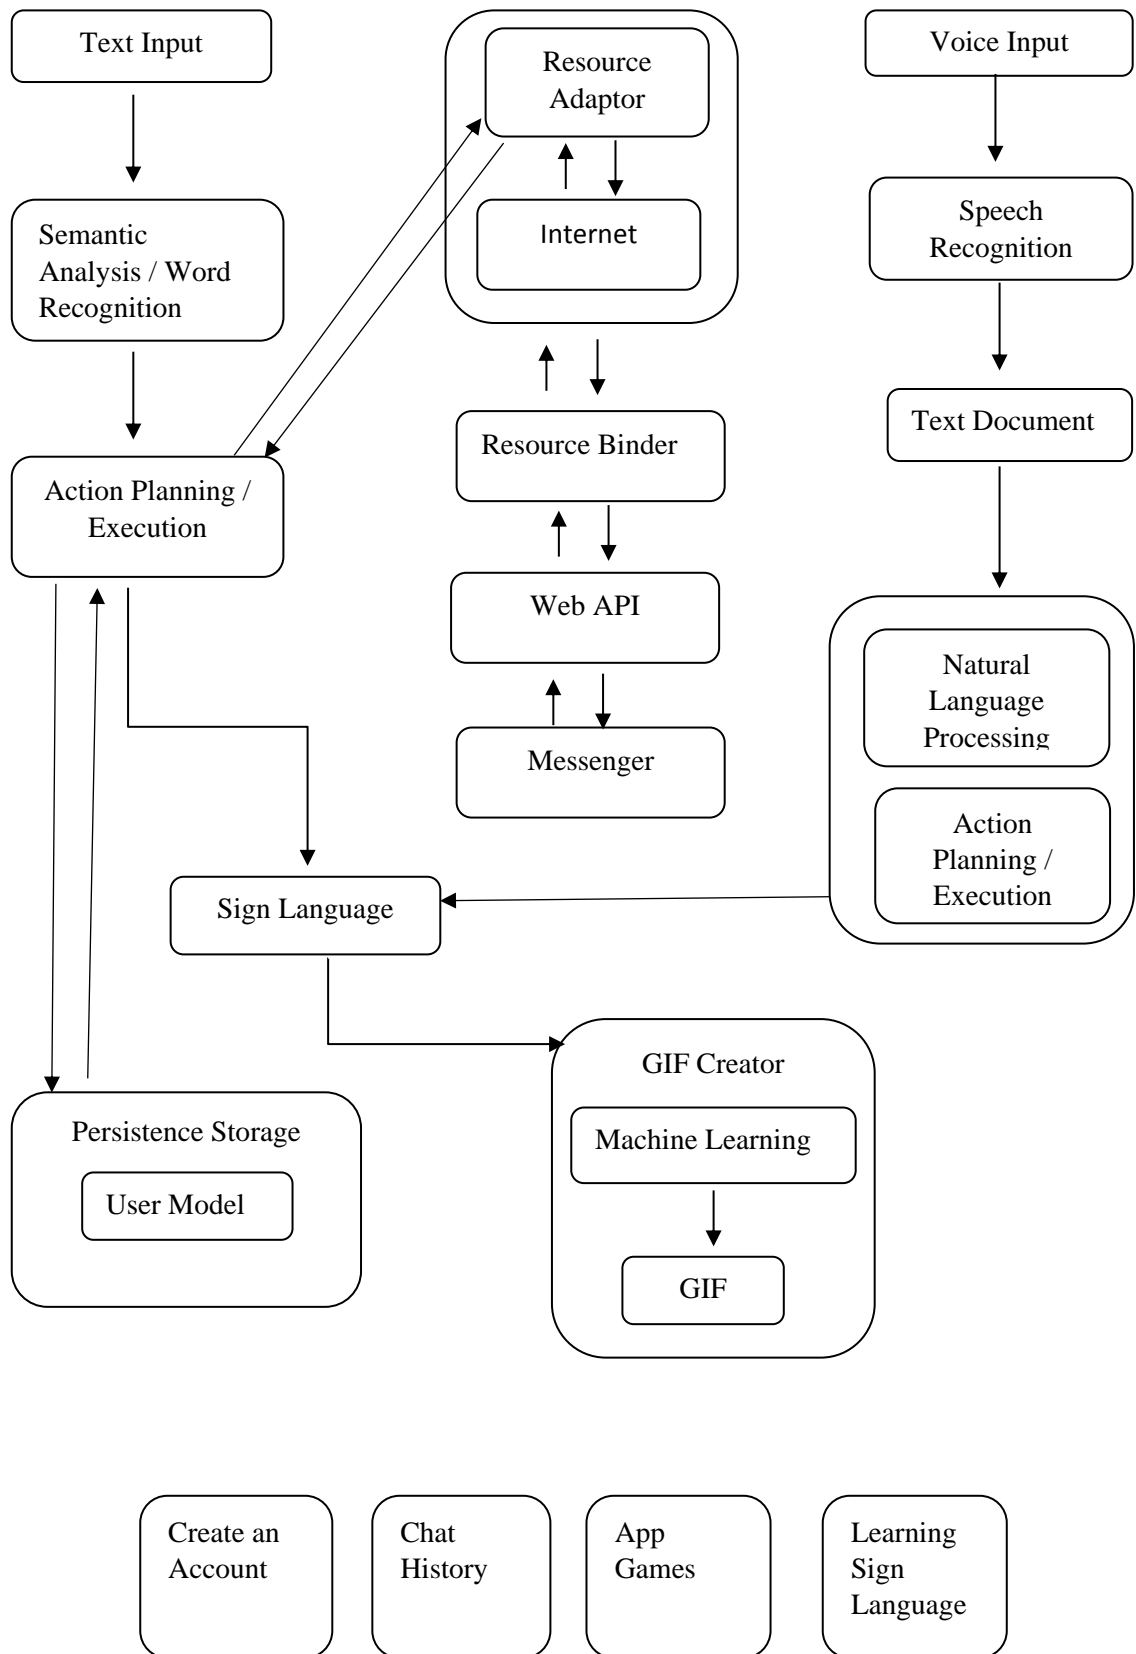 Text Input
Semantic
Analysis / Word
Recognition
Action Planning /
Execution
Resource
Adaptor
Internet
Resource Binder
Web API
Messenger
Voice Input
Speech
Recognition
Text Document
Natural
Language
Processing
Action
Planning /
Execution
Sign Language
Persistence Storage
User Model
GIF Creator
Machine Learning
GIF
Create an
Account
Chat
History
App
Games
Learning
Sign
Language